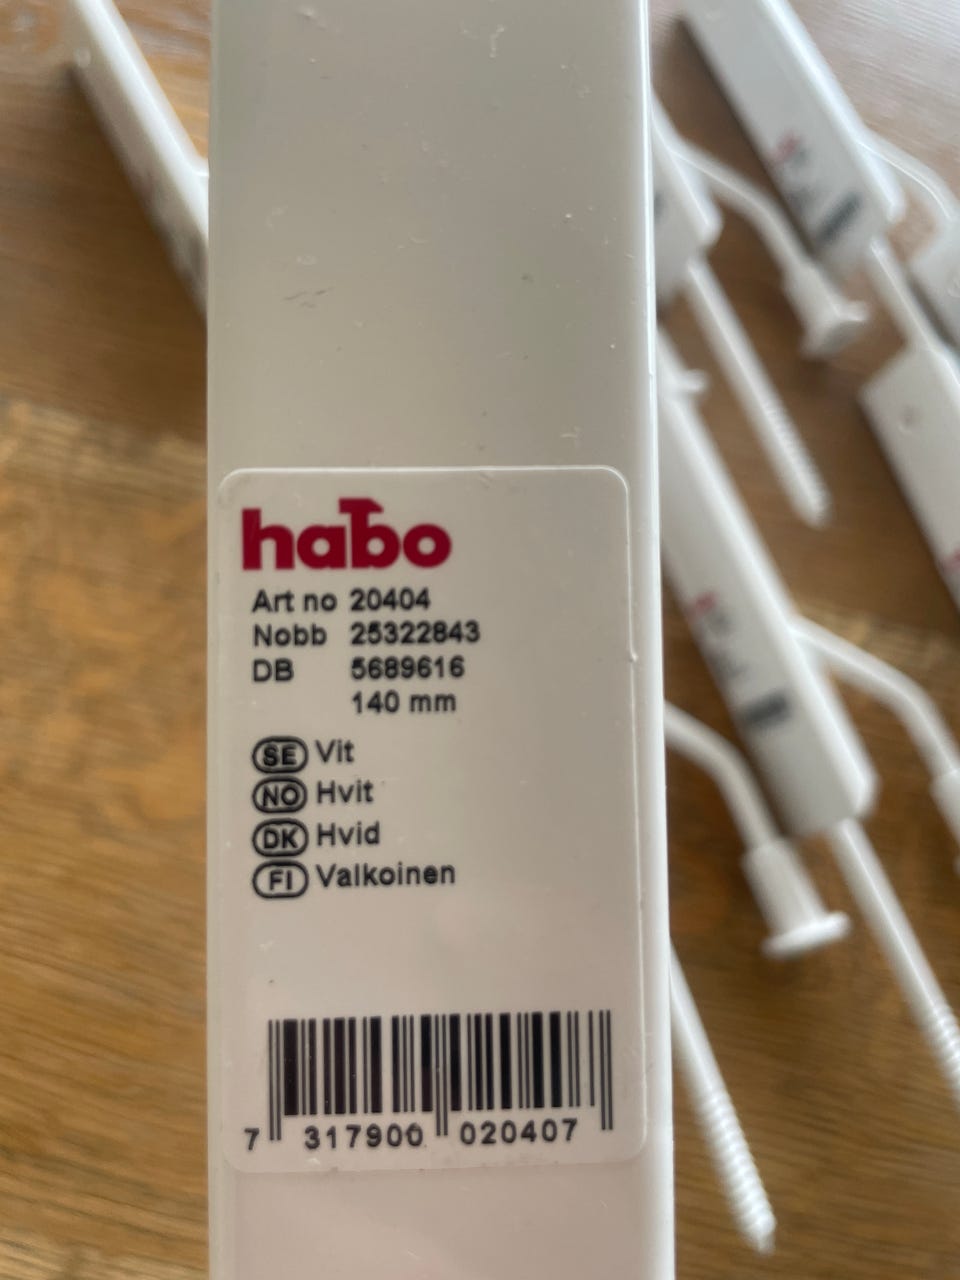 habo
Art no 20404
Nobb 25322843
DB 5689616
140 mm
SE Vit
NO Hvit
DK Hvid
FI Valkoinen
7 317900 020407